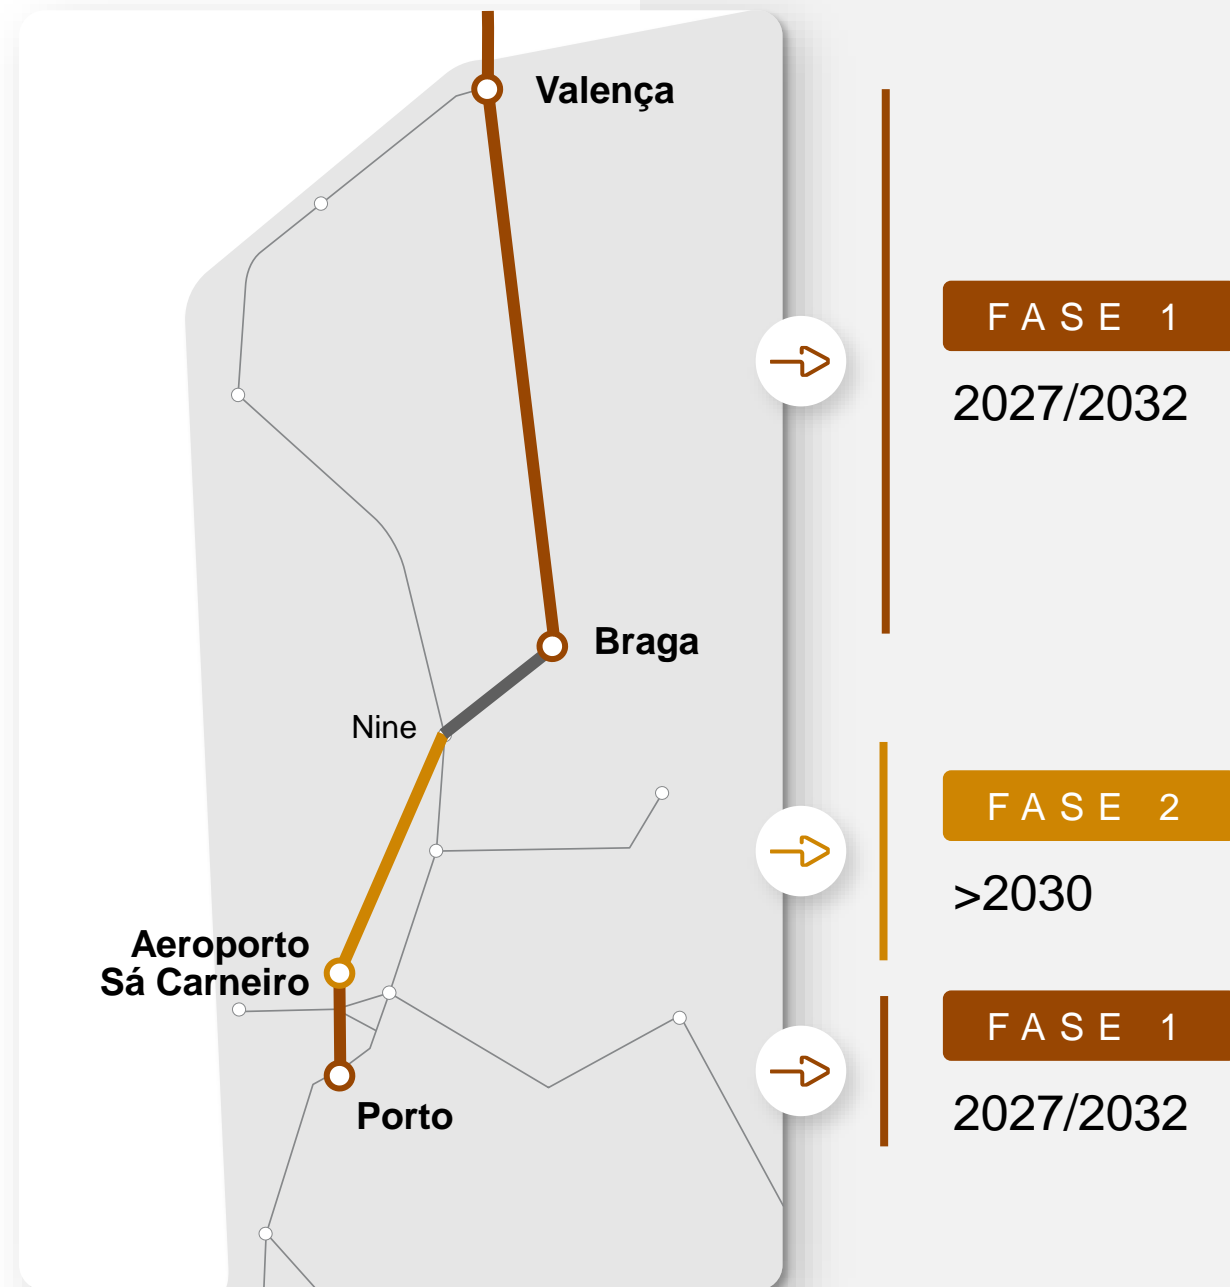 Valença
FASE 1
2027/2032
Braga
Nine
FASE 2
>2030
Aeroporto
Sá Carneiro
FASE 1
2027/2032
Porto